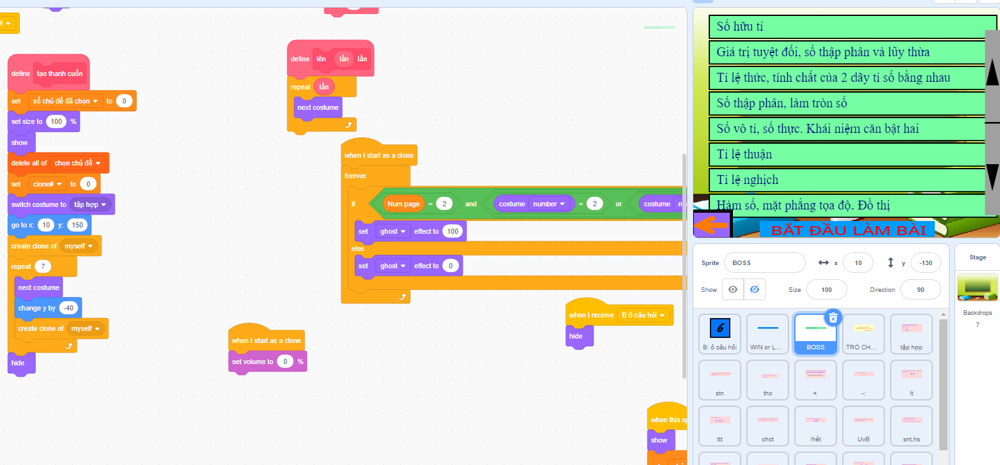 4
define tạo thanh cuốn
set số chủ đề đã chọn to 0
set size to 100 %
show
delete all of chọn chủ đề
set clone# to 0
switch costume to tập hợp
go to x: 10 y: 150
create clone of myself
repeat 7
next costume
change y by -40
create clone of myself
hide
define lên lần lần
repeat lần
next costume
when I start as a clone
forever
if Num page = 2 and costume number = 2 or costume
set ghost effect to 100
else
set ghost effect to 0
when I start as a clone
set volume to 0 %
when I receive B:ô câu hỏi
hide
when this sp
show
Số hữu tỉ
Giá trị tuyệt đối, số thập phân và lũy thừa
Tỉ lệ thức, tính chất của 2 dãy tỉ số bằng nhau
Số thập phân, làm tròn số
Số vô tỉ, số thực. Khái niệm căn bật hai
Tỉ lệ thuận
Tỉ lệ nghịch
Hàm số, mặt phẳng tọa độ. Đồ thị
BẮT ĐẦU LÀM BÀI
Sprite BOSS x 10 y -130
Show Size 100 Direction 90
Stage
Backdrops
7
6
B: ô câu hỏi WIN or L... BOSS TRÒ CH... tập hợp
stn thc +. -: lt
ttt chct /hết UvB snt,hs